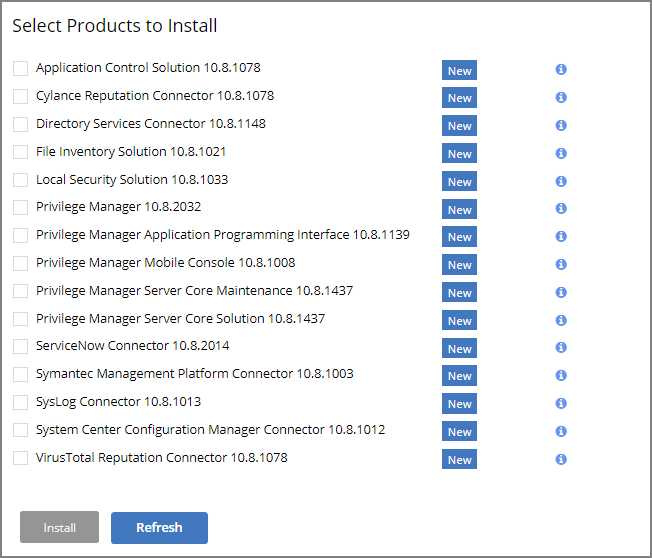 Select Products to Install
Application Control Solution 10.8.1078 New
Cylance Reputation Connector 10.8.1078 New
Directory Services Connector 10.8.1148 New
File Inventory Solution 10.8.1021 New
Local Security Solution 10.8.1033 New
Privilege Manager 10.8.2032 New
Privilege Manager Application Programming Interface 10.8.1139 New
Privilege Manager Mobile Console 10.8.1008 New
Privilege Manager Server Core Maintenance 10.8.1437 New
Privilege Manager Server Core Solution 10.8.1437 New
ServiceNow Connector 10.8.2014 New
Symantec Management Platform Connector 10.8.1003 New
SysLog Connector 10.8.1013 New
System Center Configuration Manager Connector 10.8.1012 New
VirusTotal Reputation Connector 10.8.1078 New
Install Refresh